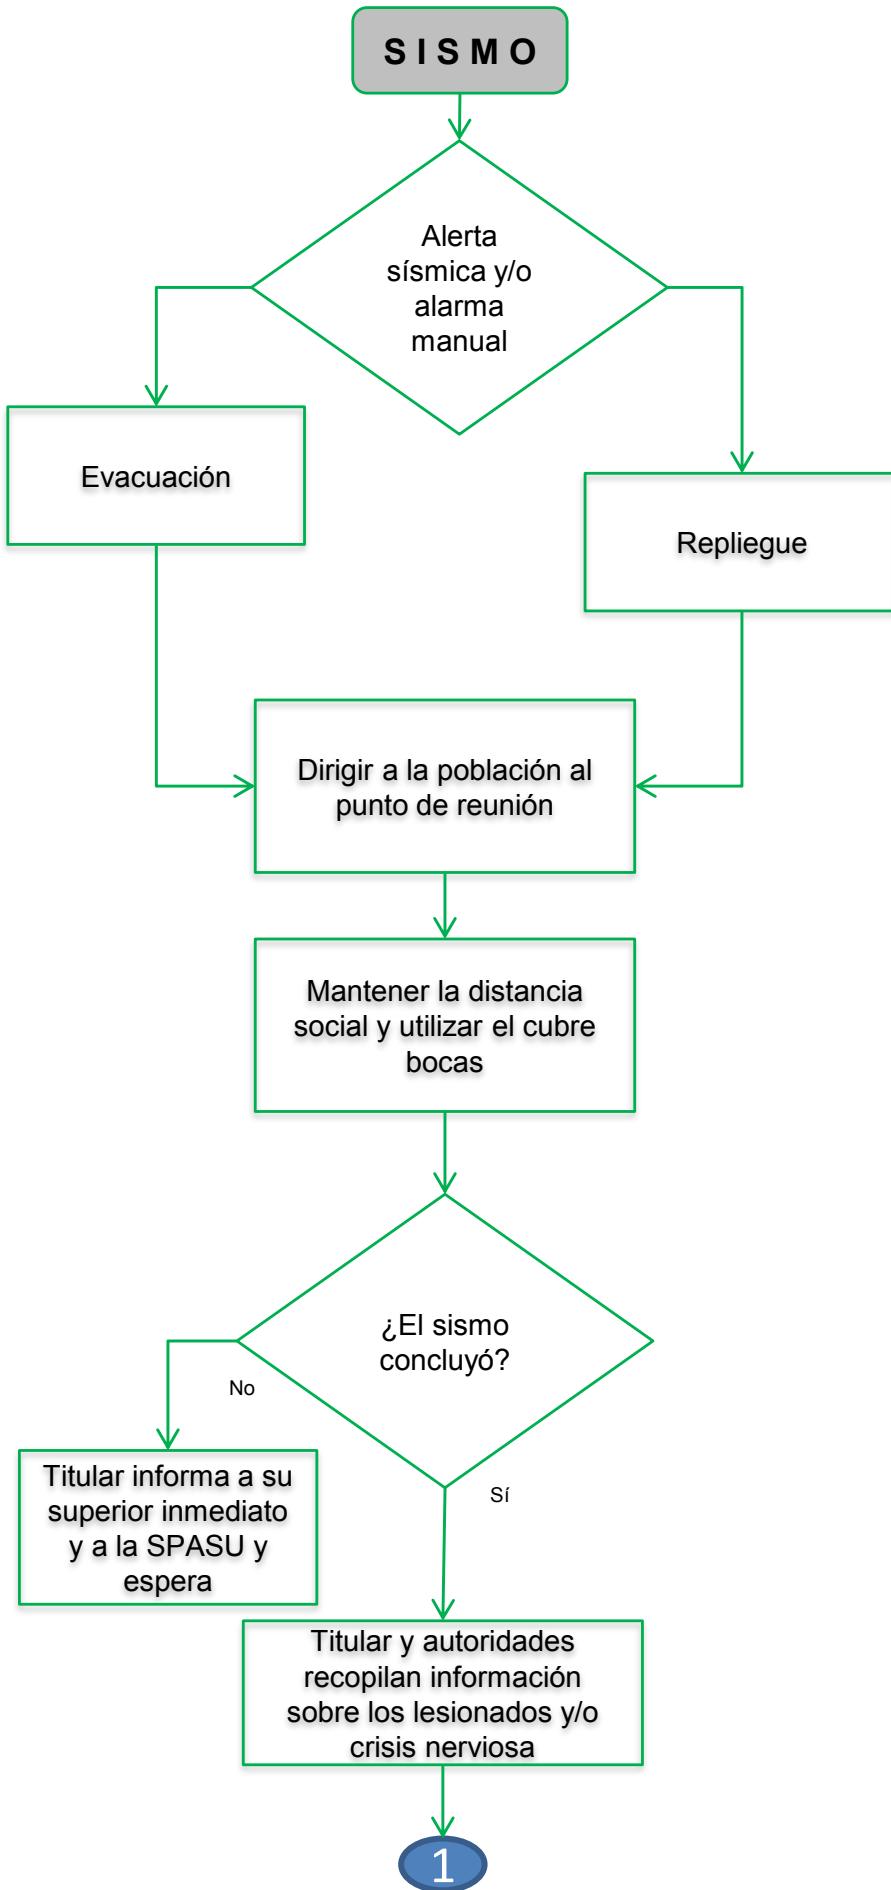 S I S M O
Alerta
sísmica y/o
alarma
manual
Evacuación
Repliegue
Dirigir a la población al
punto de reunión
Mantener la distancia
social y utilizar el cubre
bocas
¿El sismo
concluyó?
No
Sí
Titular informa a su
superior inmediato
y a la SPASU y
espera
Titular y autoridades
recopilan información
sobre los lesionados y/o
crisis nerviosa
1